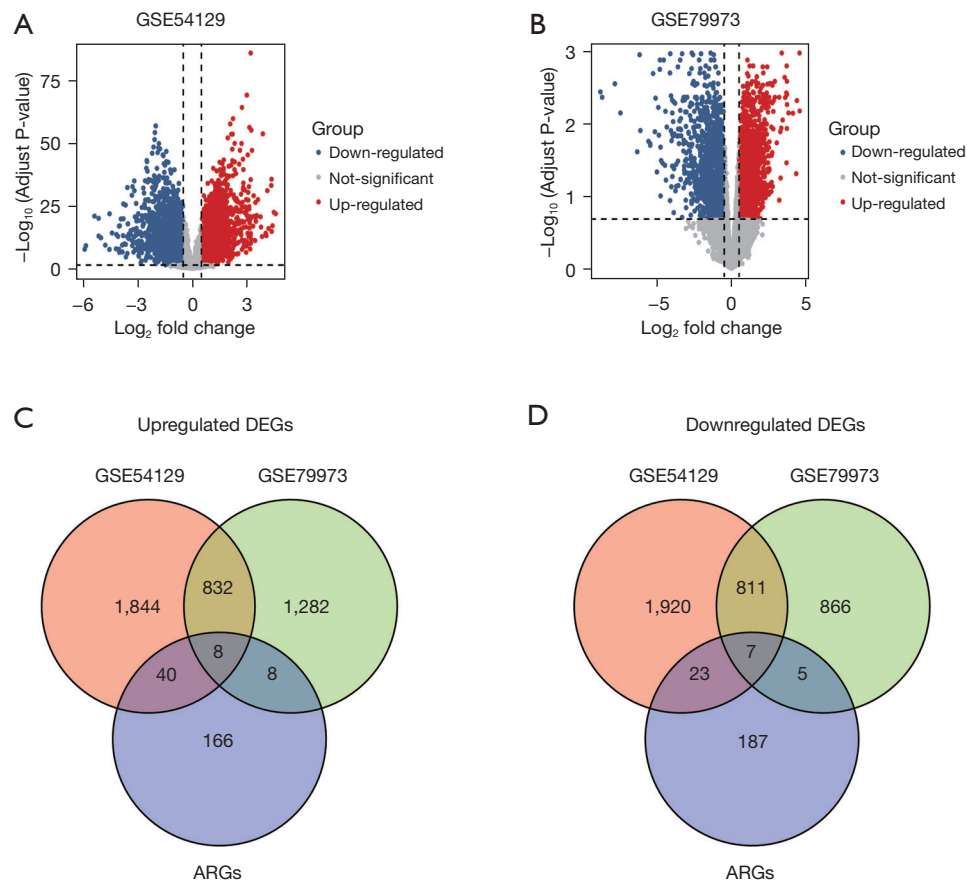 A
GSE54129
−Log₁₀ (Adjust P-value)
75
50
25
0
−6 −3 0 3
Log₂ fold change
Group
Down-regulated
Not-significant
Up-regulated
B
GSE79973
−Log₁₀ (Adjust P-value)
3
2
1
0
−5 0 5
Log₂ fold change
Group
Down-regulated
Not-significant
Up-regulated
C
Upregulated DEGs
GSE54129 GSE79973
832
1,844 1,282
8
40 8
166
ARGs
D
Downregulated DEGs
GSE54129 GSE79973
811
1,920 866
7
23 5
187
ARGs